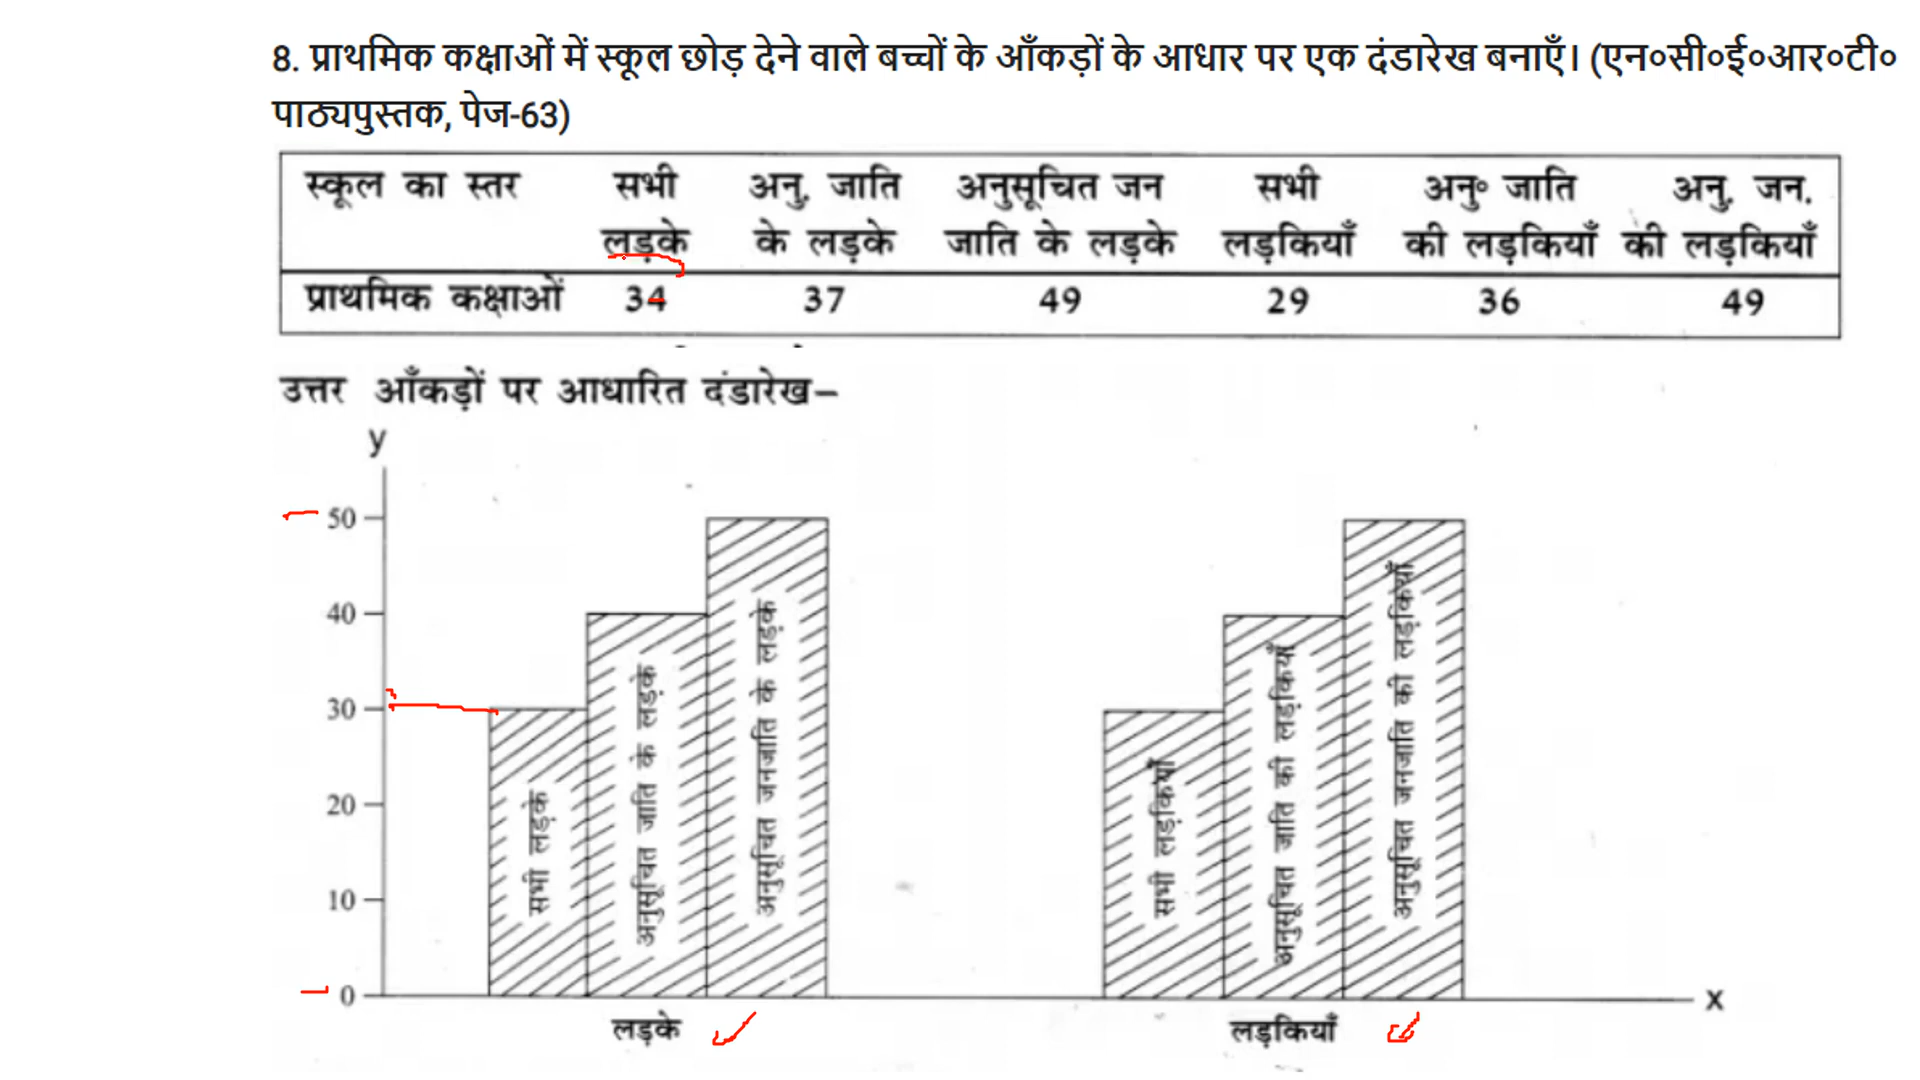 8. प्राथमिक कक्षाओं में स्कूल छोड़ देने वाले बच्चों के आँकड़ों के आधार पर एक दंडारेख बनाएँ। (एन०सी०ई०आर०टी०
पाठ्यपुस्तक, पेज-63)
स्कूल का स्तर सभी अनु. जाति अनुसूचित जन सभी अनु० जाति अनु. जन.
लड़के के लड़के जाति के लड़के लड़कियाँ की लड़कियाँ की लड़कियाँ
प्राथमिक कक्षाओं 34 37 49 29 36 49
उत्तर आँकड़ों पर आधारित दंडारेख–
y
50
40
30
20
10
0
सभी लड़के
अनुसूचित जाति के लड़के
अनुसूचित जनजाति के लड़के
सभी लड़कियाँ
अनुसूचित जाति की लड़कियाँ
अनुसूचित जनजाति की लड़कियाँ
x
लड़के लड़कियाँ